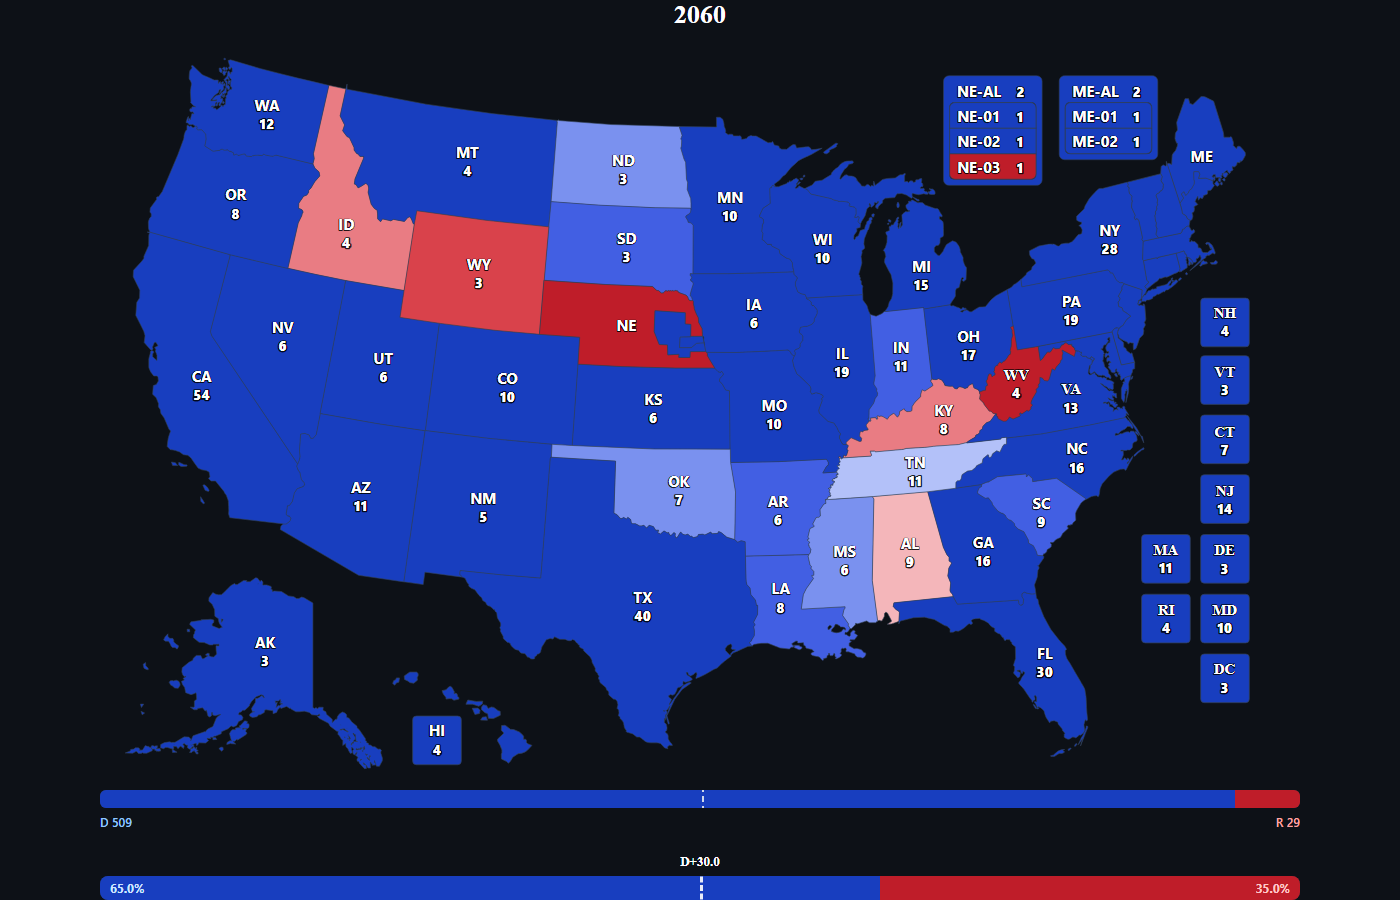 2060
NE-AL 2
NE-01 1
NE-02 1
NE-03 1
ME-AL 2
ME-01 1
ME-02 1
WA
12
MT
4
ND
3
ME
OR
8
ID
4
MN
10
SD
3
WI
10
NY
28
WY
3
MI
15
NE
IA
6
PA
19
NH
4
NV
6
UT
6
CO
10
IL
19
IN
11
OH
17
WV
4
VT
3
CA
54
KS
6
MO
10
KY
8
VA
13
CT
7
AZ
11
NM
5
OK
7
AR
6
TN
11
NC
16
NJ
14
SC
9
MS
6
AL
9
GA
16
MA
11
DE
3
TX
40
LA
8
RI
4
MD
10
AK
3
FL
30
DC
3
HI
4
D 509
R 29
D+30.0
65.0%
35.0%